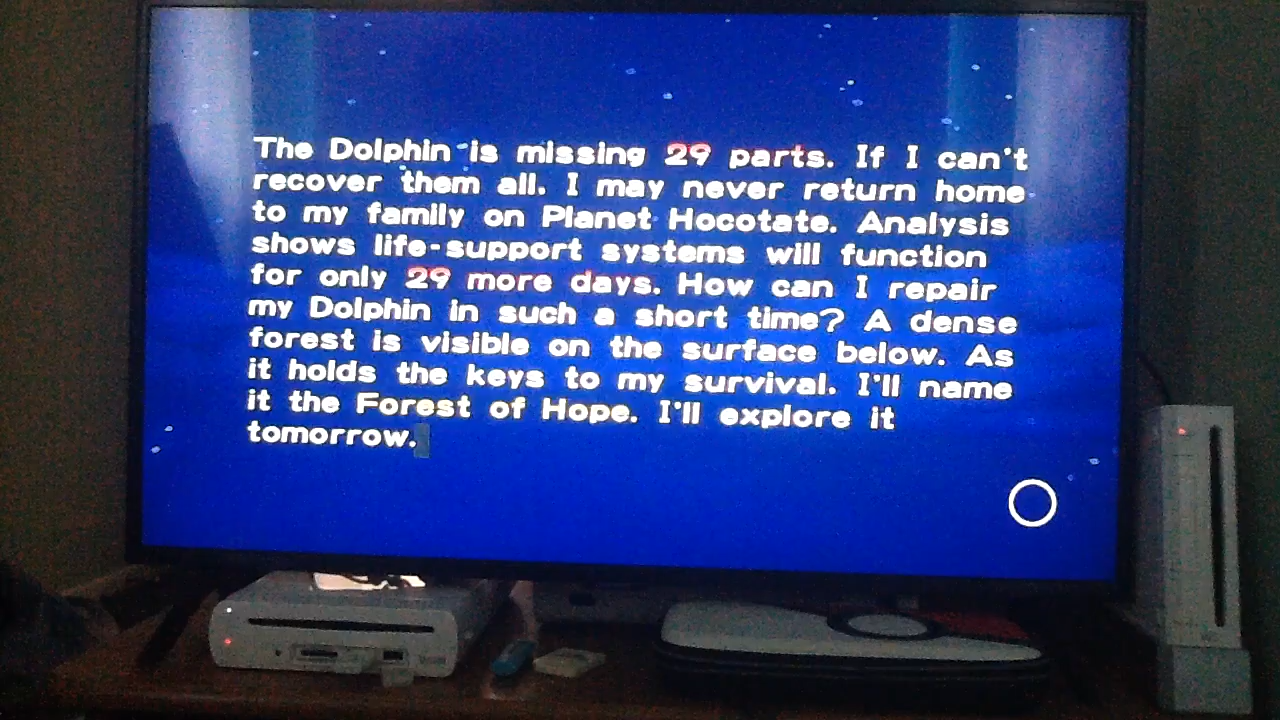 The Dolphin is missing 29 parts. If I can't
recover them all. I may never return home
to my family on Planet Hocotate. Analysis
shows life-support systems will function
for only 29 more days. How can I repair
my Dolphin in such a short time? A dense
forest is visible on the surface below. As
it holds the keys to my survival. I'll name
it the Forest of Hope. I'll explore it
tomorrow.